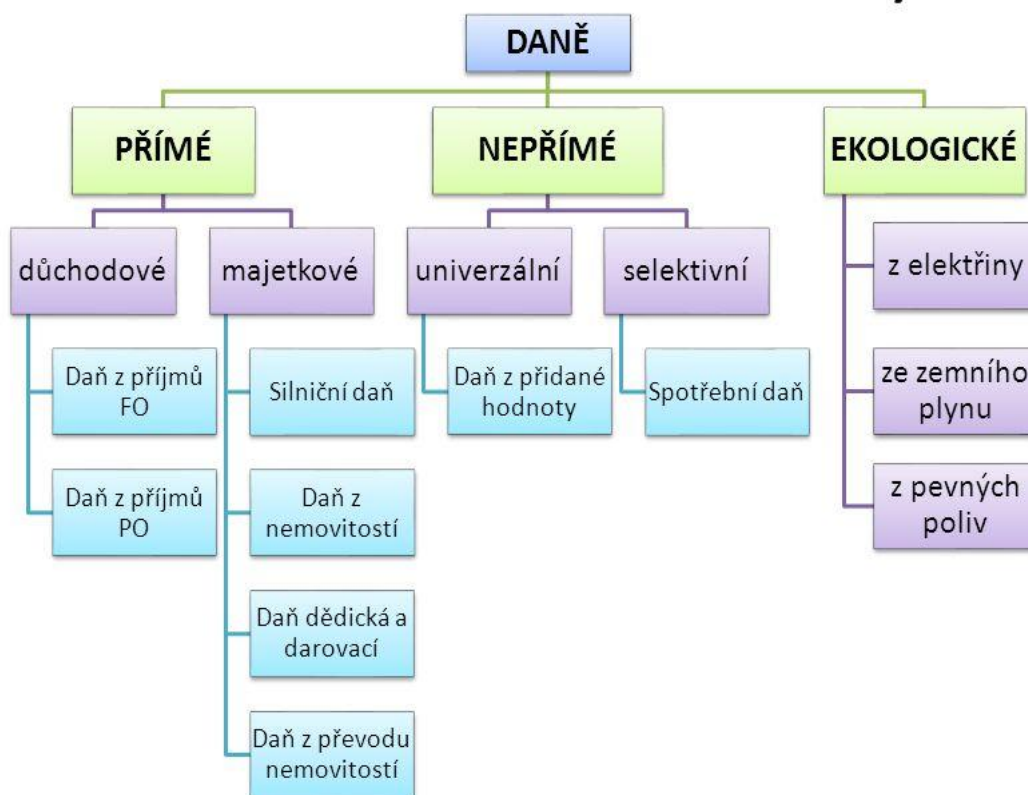 DANĚ
PŘÍMÉ
NEPŘÍMÉ
EKOLOGICKÉ
důchodové
majetkové
univerzální
selektivní
z elektřiny
Daň z příjmů
FO
Silniční daň
Daň z přidané
hodnoty
Spotřební daň
ze zemního
plynu
Daň z příjmů
PO
Daň z
nemovitostí
z pevných
poliv
Daň dědická a
darovací
Daň z převodu
nemovitostí